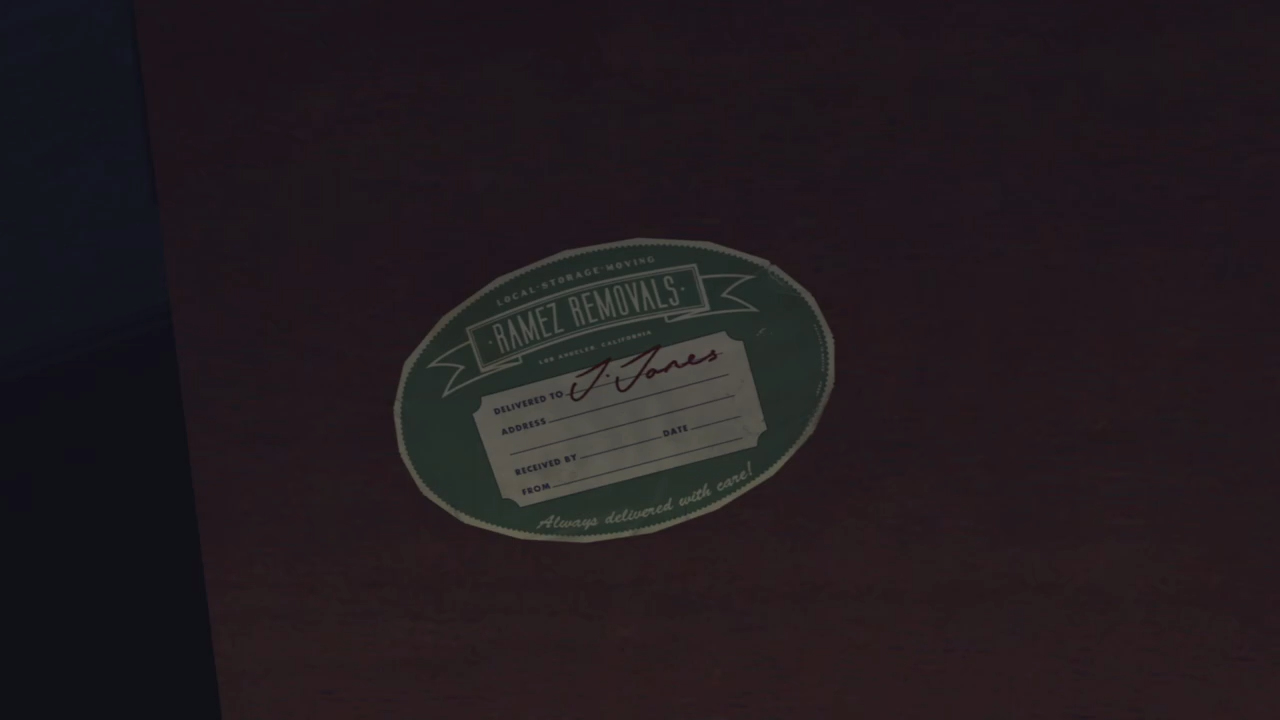 LOCAL·STORAGE·MOVING
·RAMEZ REMOVALS·
LOS ANGELES, CALIFORNIA
DELIVERED TO J. Jones
ADDRESS
RECEIVED BY DATE
FROM
Always delivered with care!